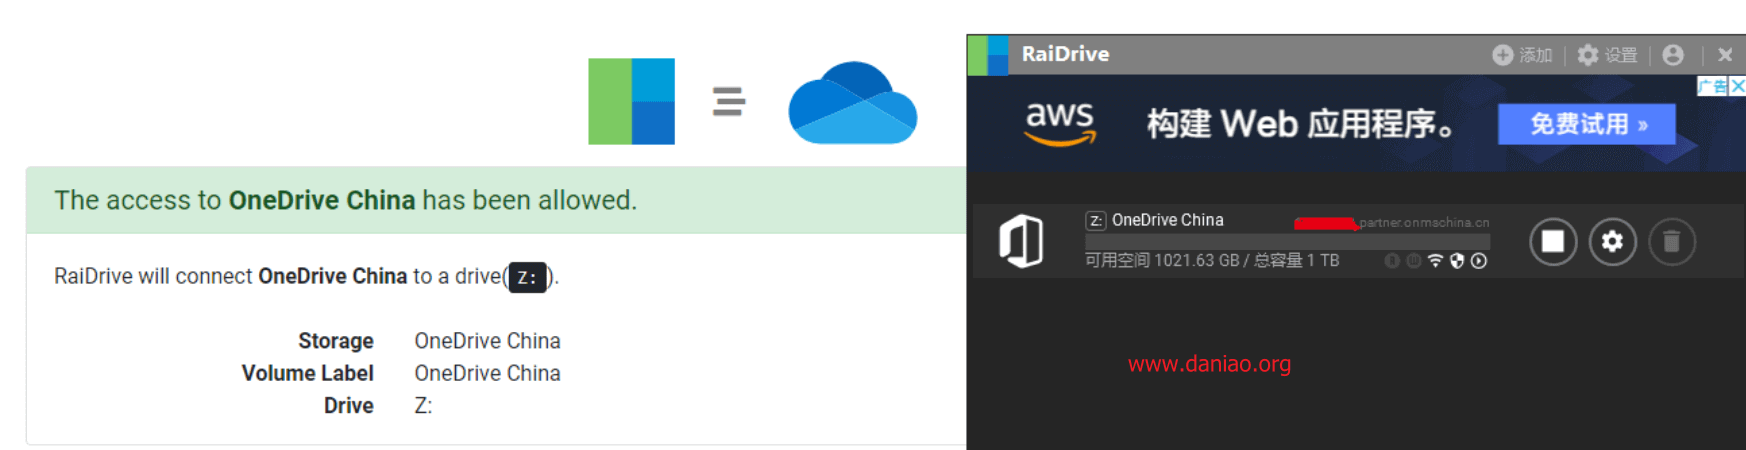 The access to OneDrive China has been allowed.
RaiDrive will connect OneDrive China to a drive( Z: ).
Storage OneDrive China
Volume Label OneDrive China
Drive Z:
RaiDrive
添加 | 设置 |
广告
aws 构建 Web 应用程序。 免费试用 »
Z: OneDrive China .partner.onmschina.cn
可用空间 1021.63 GB / 总容量 1 TB
www.daniao.org